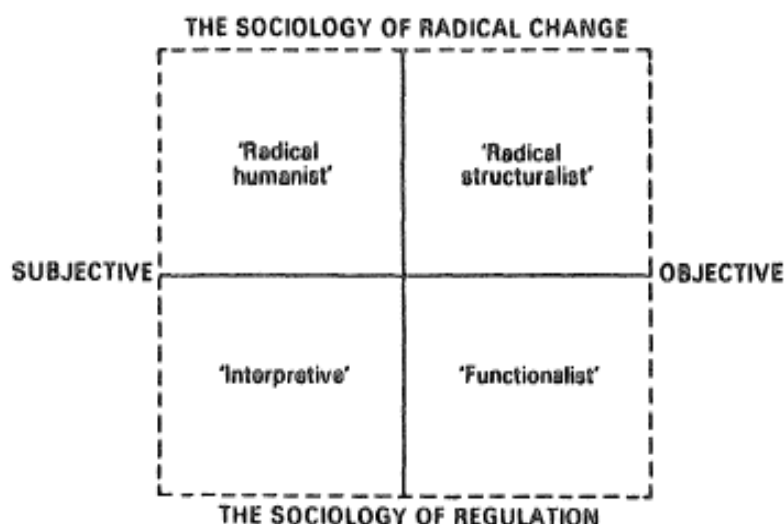 THE SOCIOLOGY OF RADICAL CHANGE
'Radical
humanist'
'Radical
structuralist'
SUBJECTIVE
OBJECTIVE
'Interpretive'
'Functionalist'
THE SOCIOLOGY OF REGULATION